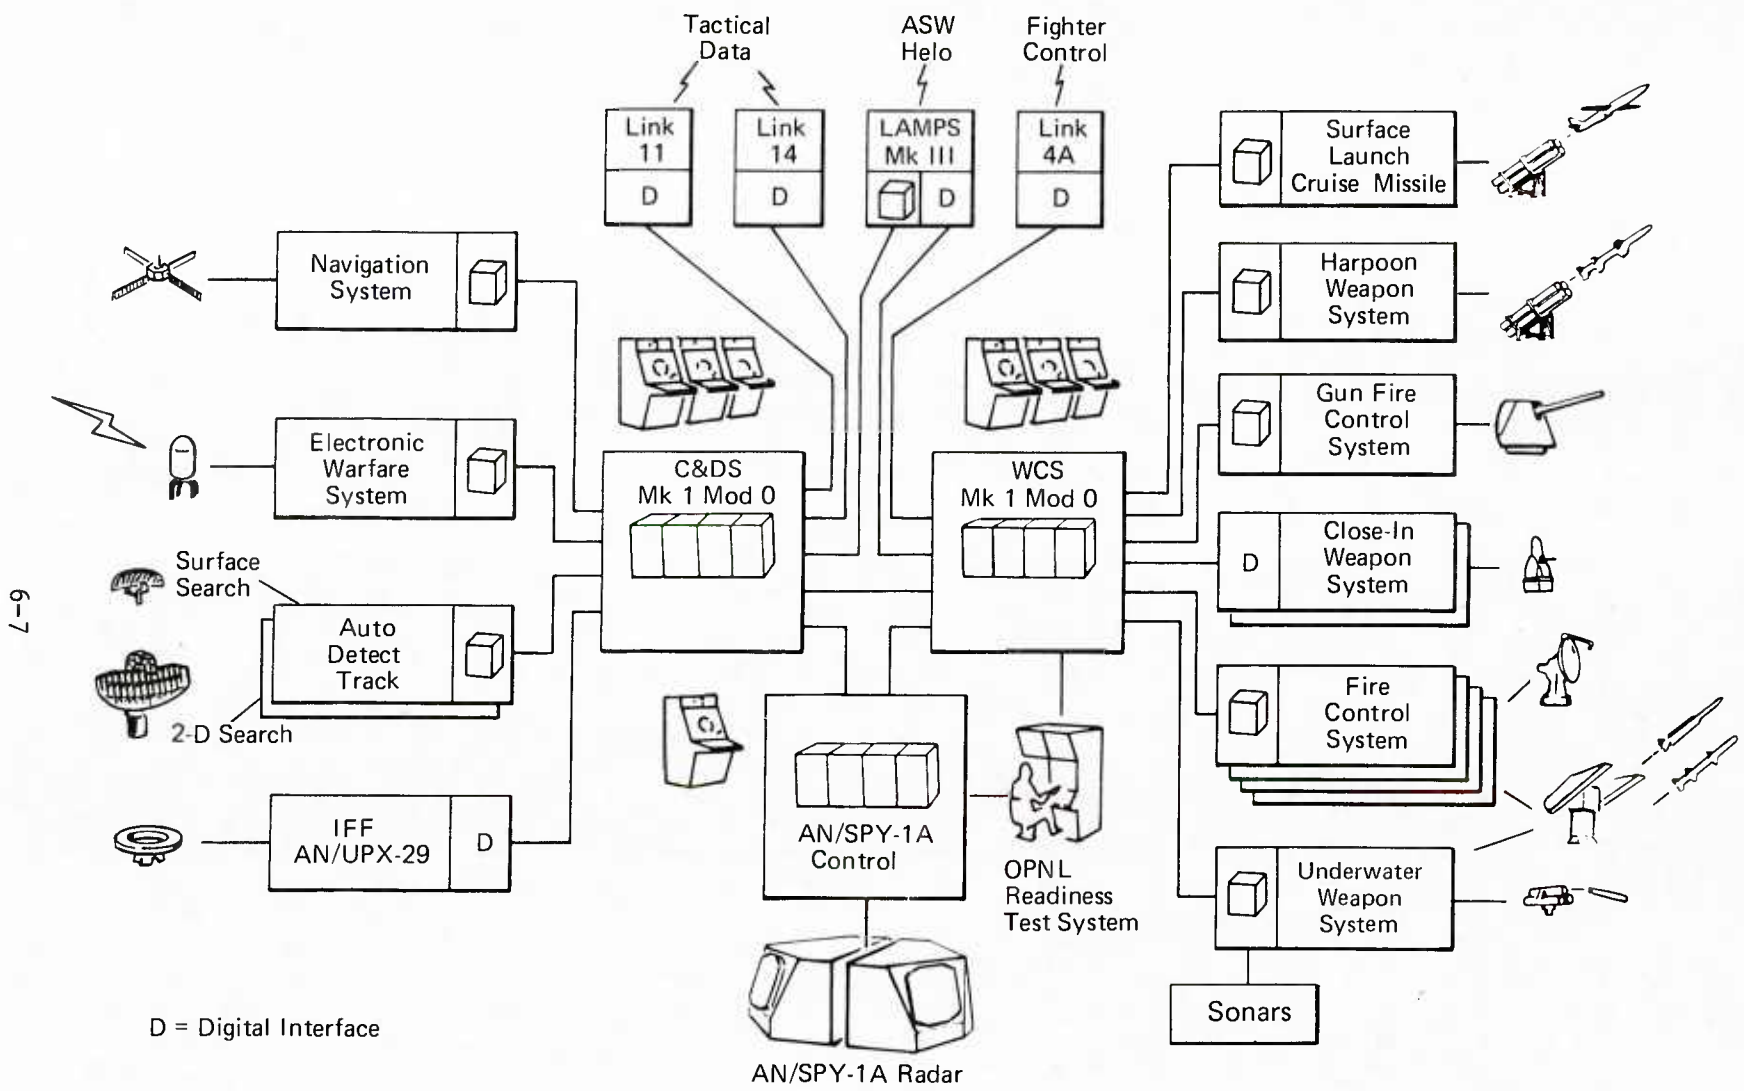 Tactical
Data
ASW
Helo
Fighter
Control
Link
11
D
Link
14
D
LAMPS
Mk III
D
Link
4A
D
Surface
Launch
Cruise Missile
Navigation
System
Harpoon
Weapon
System
Gun Fire
Control
System
Electronic
Warfare
System
C&DS
Mk 1 Mod 0
WCS
Mk 1 Mod 0
D
Close-In
Weapon
System
Surface
Search
Auto
Detect
Track
2-D Search
Fire
Control
System
IFF
AN/UPX-29
D
AN/SPY-1A
Control
OPNL
Readiness
Test System
Underwater
Weapon
System
Sonars
D = Digital Interface
AN/SPY-1A Radar
6-7